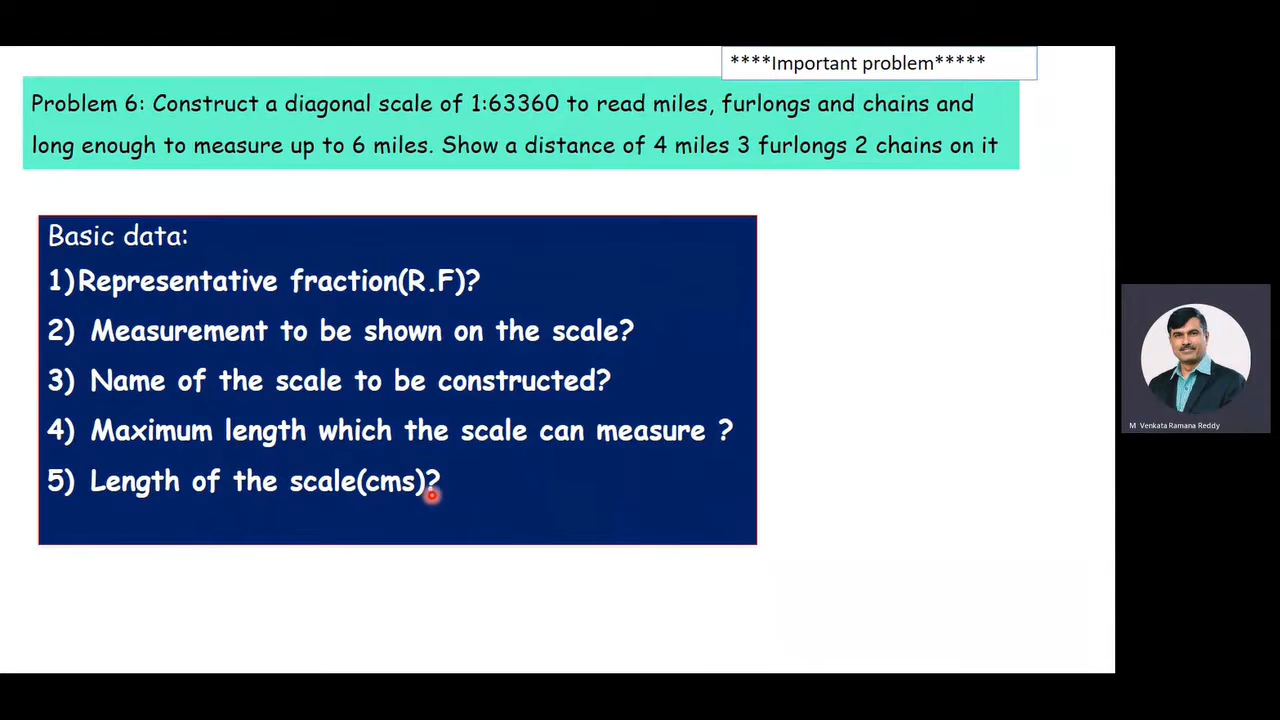 ****Important problem*****
Problem 6: Construct a diagonal scale of 1:63360 to read miles, furlongs and chains and
long enough to measure up to 6 miles. Show a distance of 4 miles 3 furlongs 2 chains on it
Basic data:
1)Representative fraction(R.F)?
2) Measurement to be shown on the scale?
3) Name of the scale to be constructed?
4) Maximum length which the scale can measure ?
5) Length of the scale(cms)?
M Venkata Ramana Reddy